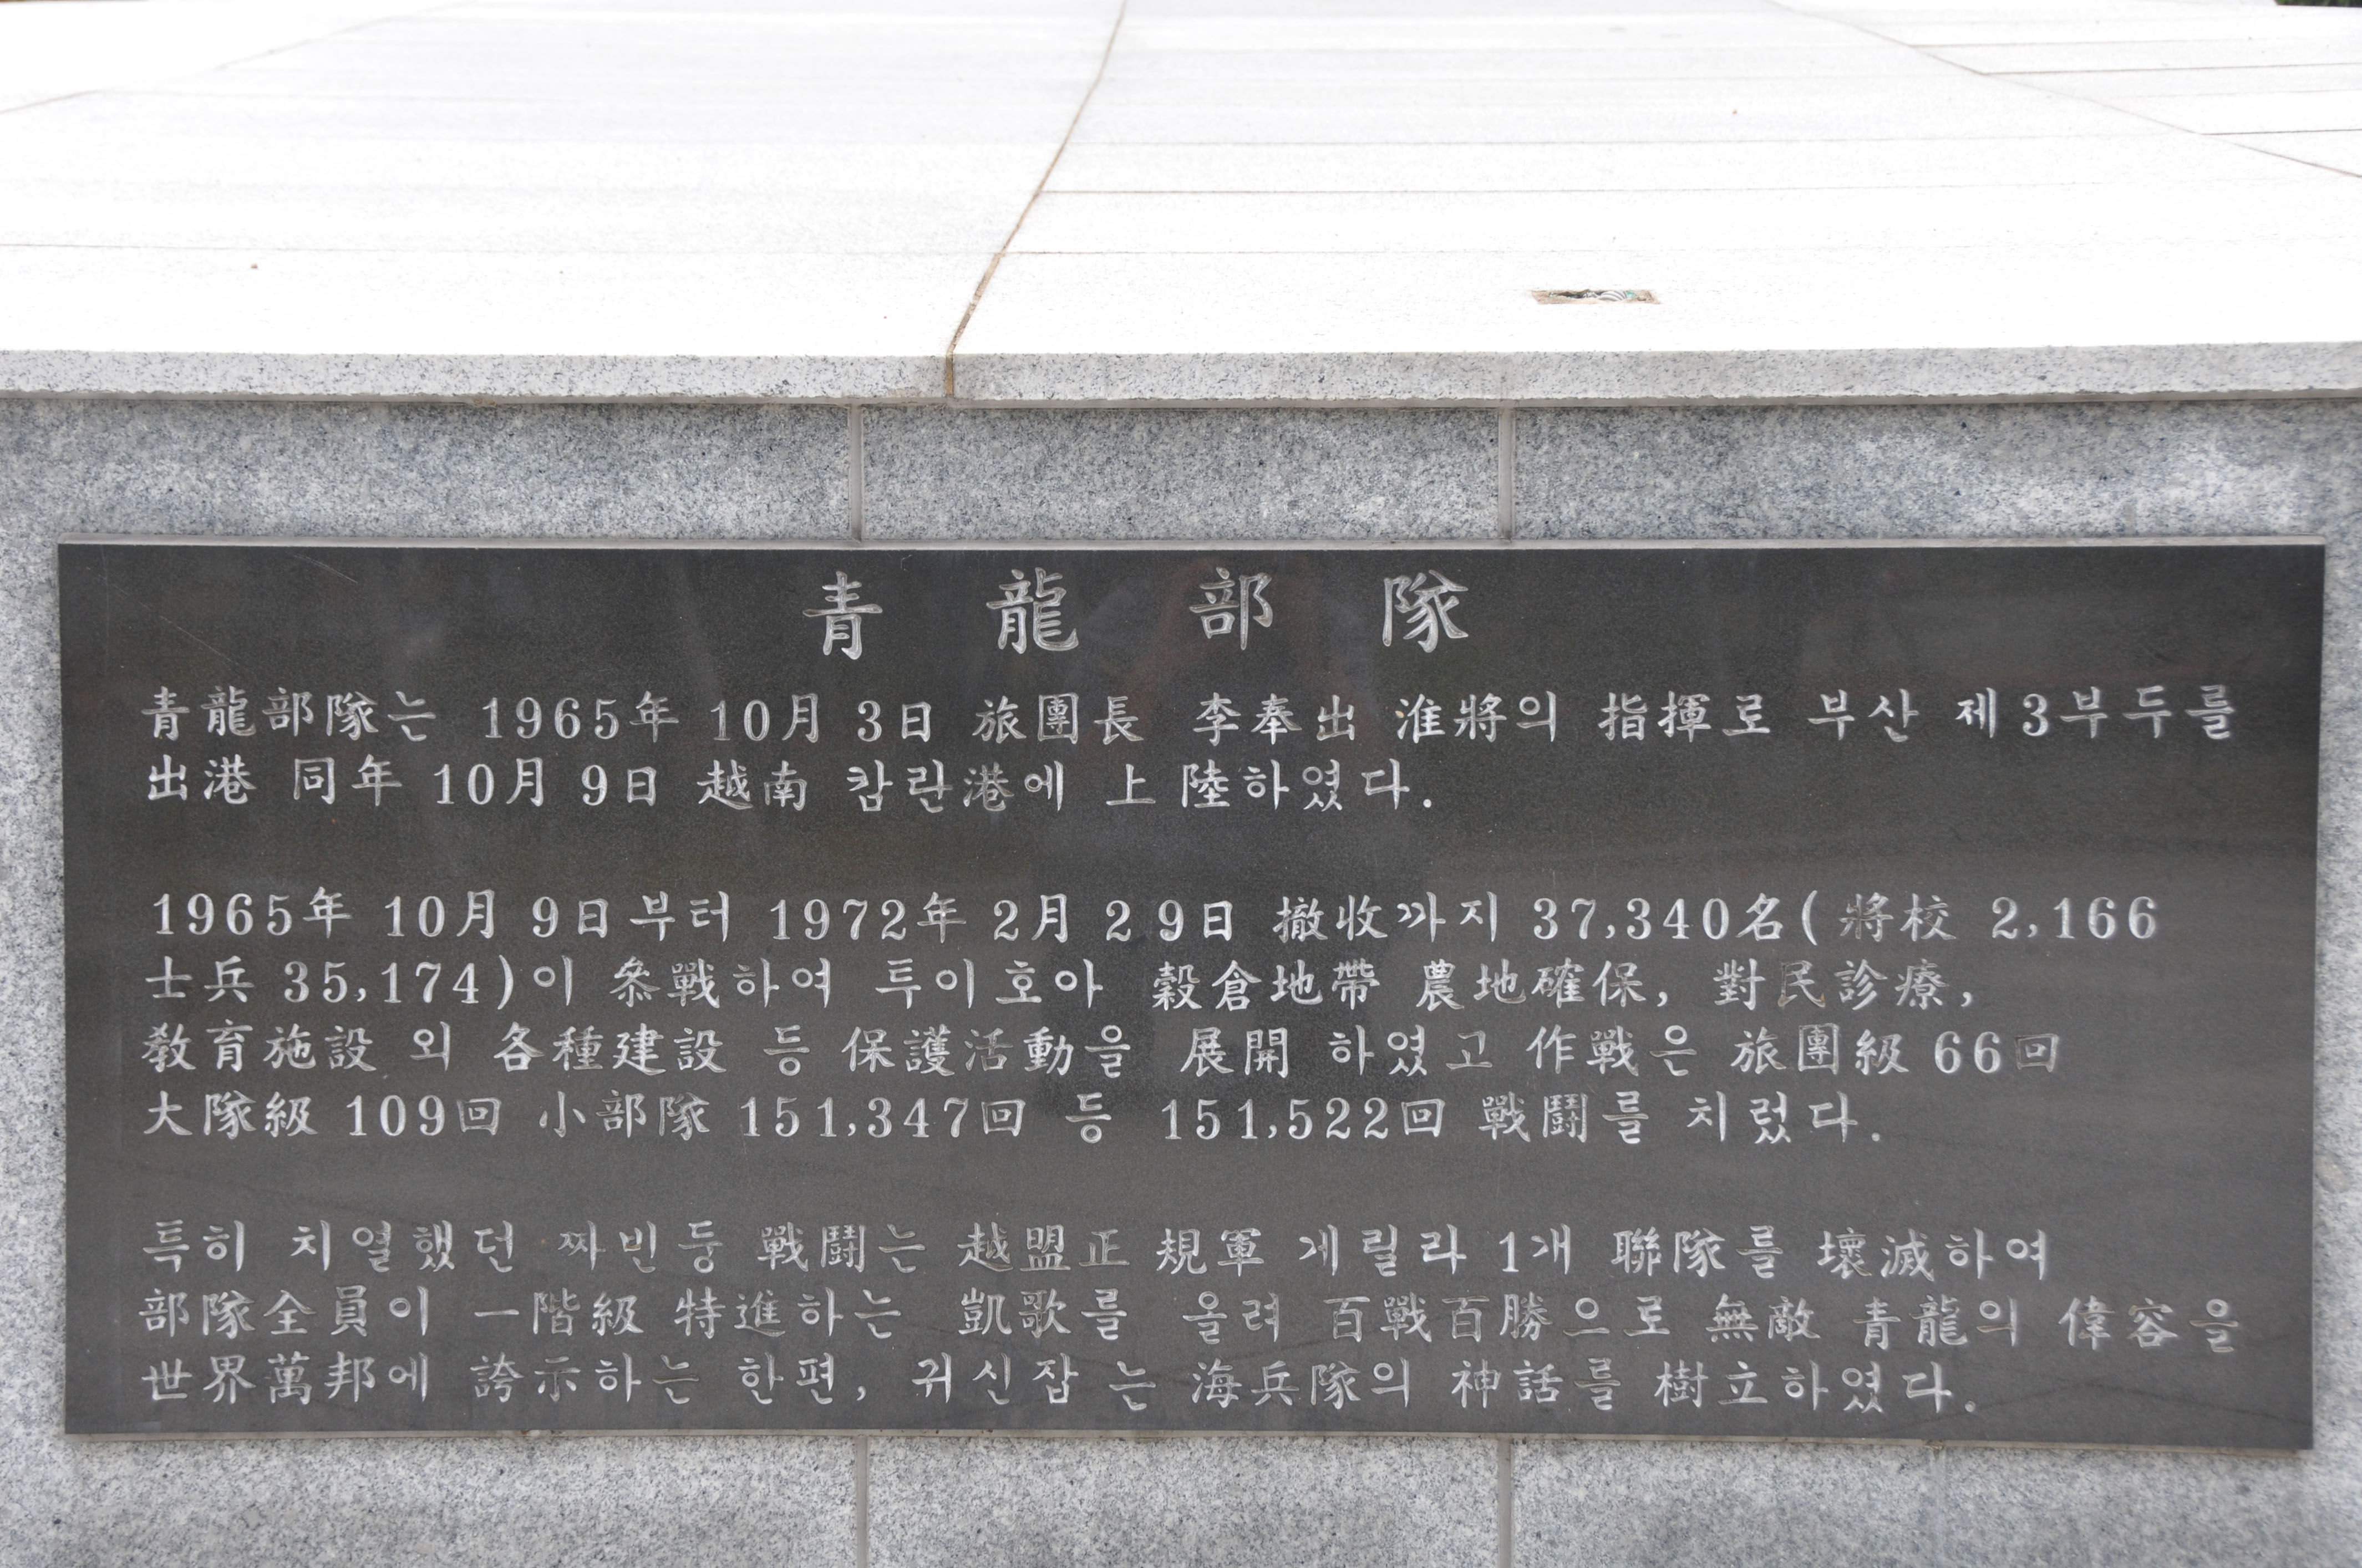 青龍部隊
青龍部隊는 1965年 10月 3日 旅團長 李奉出 淮將의 指揮로 부산 제3부두를
出港 同年 10月 9日 越南 캄란港에 上陸하였다.
1965年 10月 9日부터 1972年 2月 29日 撤收까지 37,340名(將校 2,166
士兵 35,174)이 參戰하여 투이호아 穀倉地帶 農地確保, 對民診療,
敎育施設 외 各種建設 등 保護活動을 展開 하였고 作戰은 旅團級 66回
大隊級 109回 小部隊 151,347回 등 151,522回 戰鬪를 치렀다.
특히 치열했던 짜빈둥 戰鬪는 越盟正規軍 게릴라 1개 聯隊를 壞滅하여
部隊全員이 一階級 特進하는 凱歌를 올려 百戰百勝으로 無敵 青龍의 偉容을
世界萬邦에 誇示하는 한편, 귀신잡는 海兵隊의 神話를 樹立하였다.